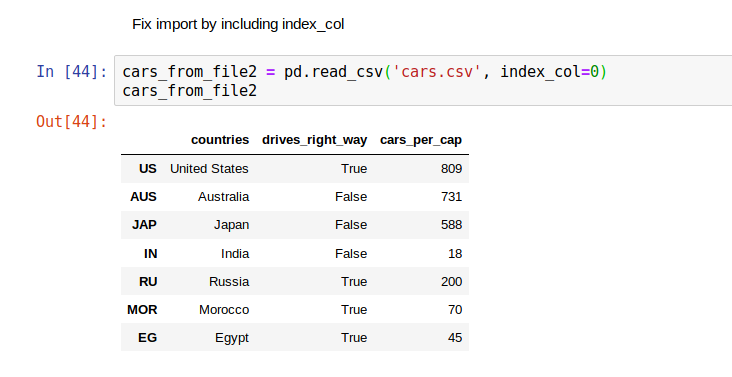 Fix import by including index_col
In [44]: cars_from_file2 = pd.read_csv('cars.csv', index_col=0)
cars_from_file2
Out[44]:
countries drives_right_way cars_per_cap
US United States True 809
AUS Australia False 731
JAP Japan False 588
IN India False 18
RU Russia True 200
MOR Morocco True 70
EG Egypt True 45